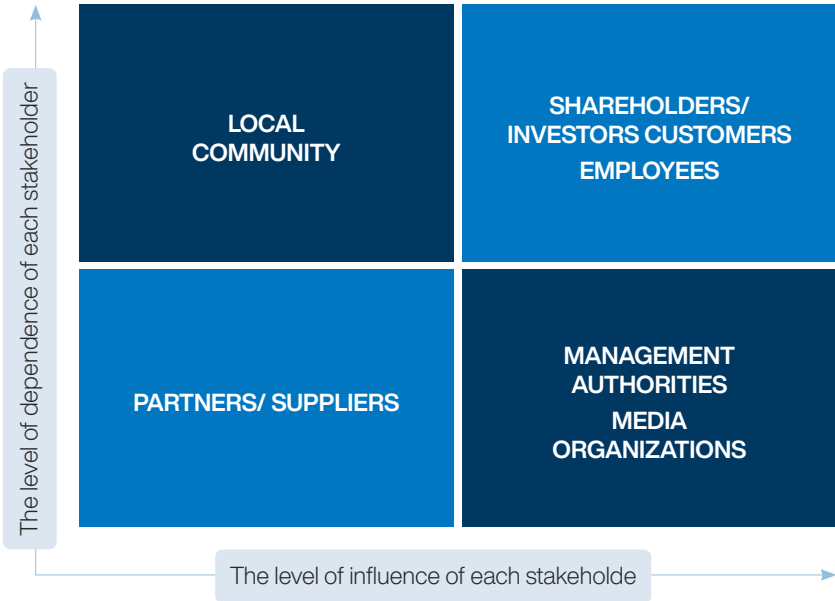 The level of dependence of each stakeholder
LOCAL
COMMUNITY
SHAREHOLDERS/
INVESTORS CUSTOMERS
EMPLOYEES
PARTNERS/ SUPPLIERS
MANAGEMENT
AUTHORITIES
MEDIA
ORGANIZATIONS
The level of influence of each stakeholde